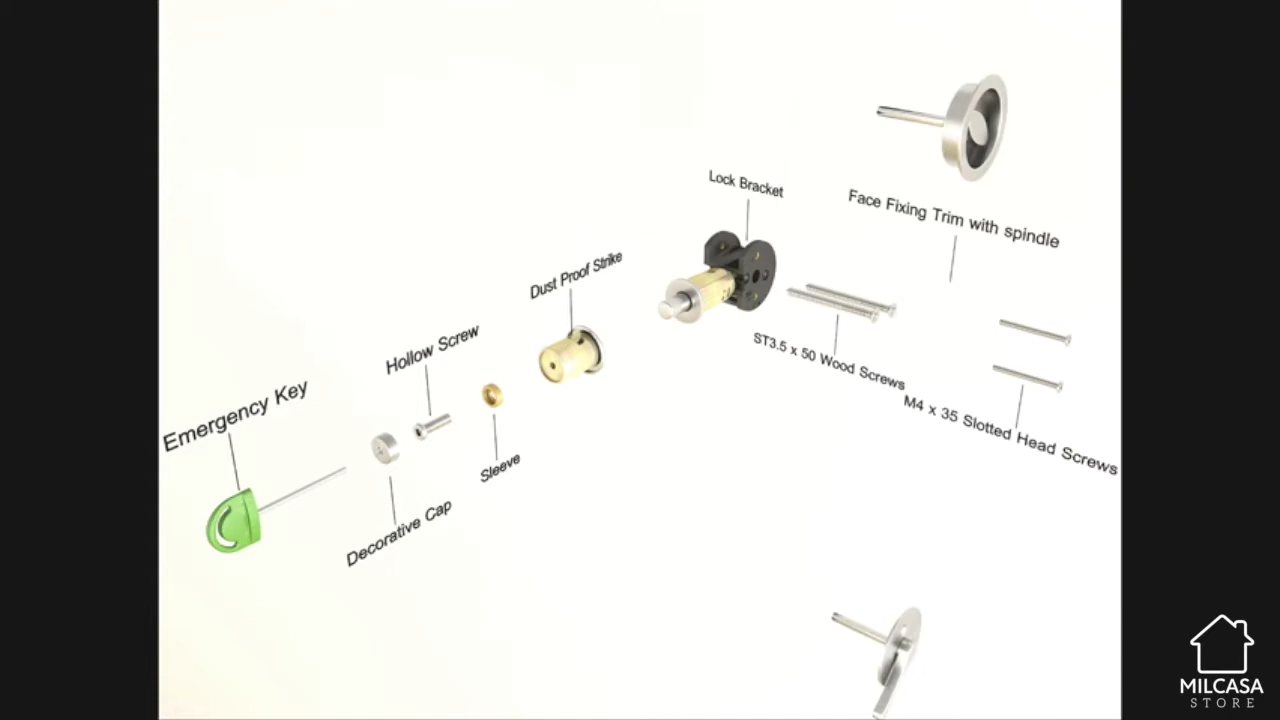 Lock Bracket
Face Fixing Trim with spindle
Dust Proof Strike
Hollow Screw
ST3.5 x 50 Wood Screws
Emergency Key
M4 x 35 Slotted Head Screws
Sleeve
Decorative Cap
MILCASA
STORE